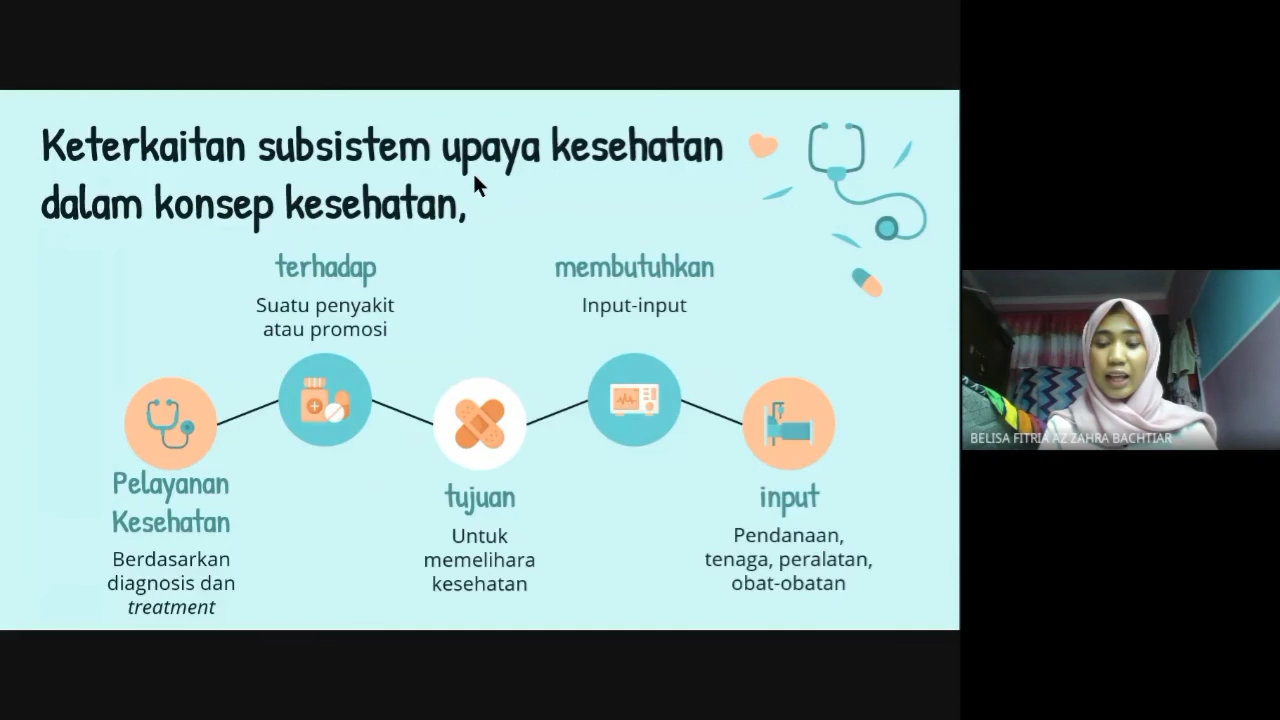 Keterkaitan subsistem upaya kesehatan
dalam konsep kesehatan,
terhadap
Suatu penyakit
atau promosi
membutuhkan
Input-input
Pelayanan
Kesehatan
Berdasarkan
diagnosis dan
treatment
tujuan
Untuk
memelihara
kesehatan
input
Pendanaan,
tenaga, peralatan,
obat-obatan
BELISA FITRIA AZ ZAHRA BACHTIAR